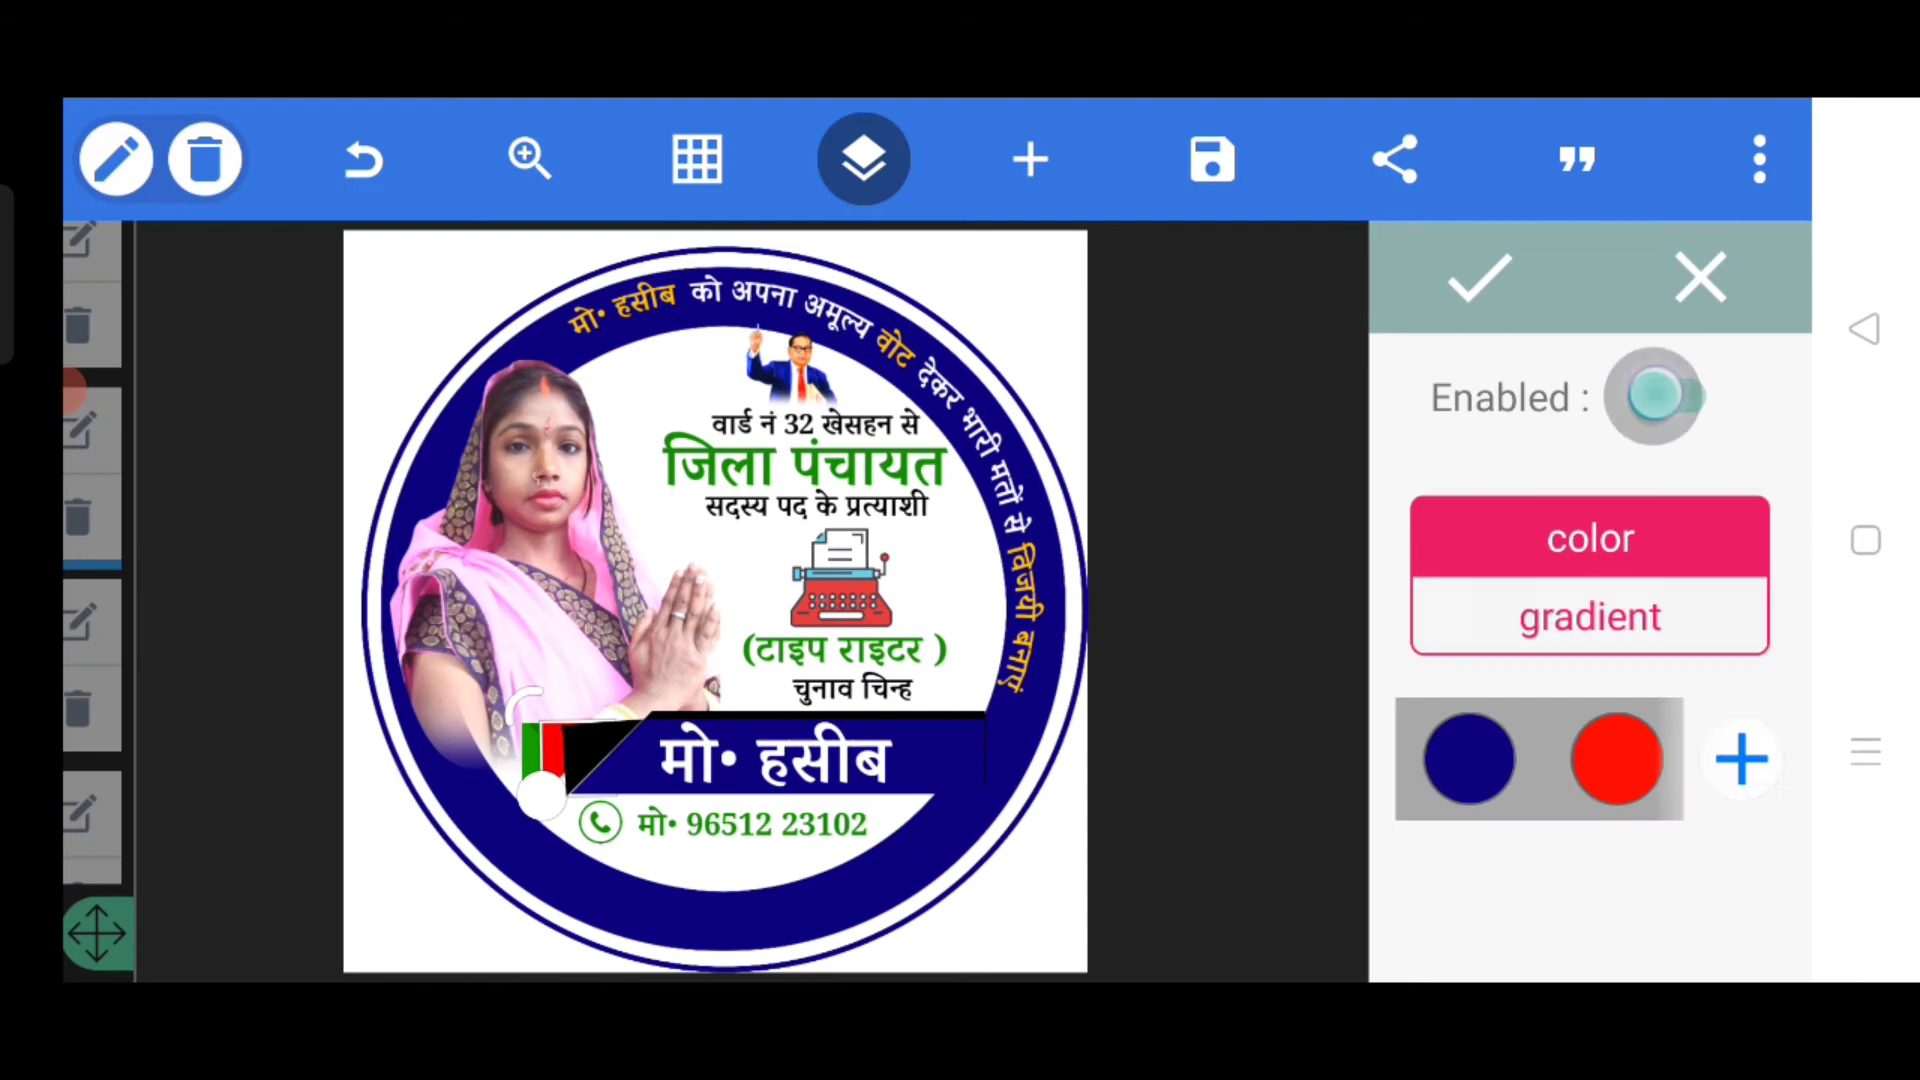 मो॰ हसीब को अपना अमूल्य वोट देकर भारी मतों से विजयी बनाएं
वार्ड नं 32 खेसहन से
जिला पंचायत
सदस्य पद के प्रत्याशी
(टाइप राइटर )
चुनाव चिन्ह
मो॰ हसीब
मो॰ 96512 23102
Enabled :
color
gradient